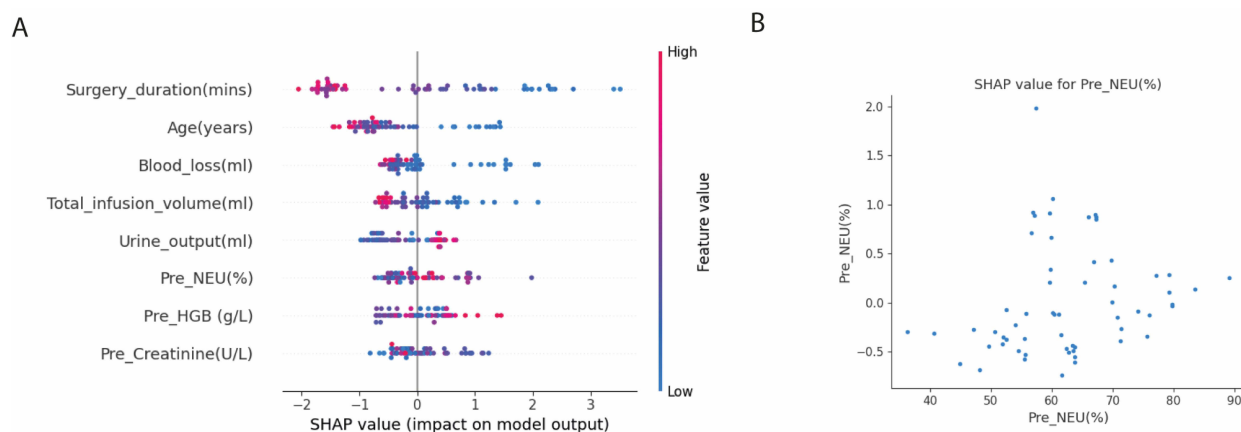 A
Surgery_duration(mins)
Age(years)
Blood_loss(ml)
Total_infusion_volume(ml)
Urine_output(ml)
Pre_NEU(%)
Pre_HGB (g/L)
Pre_Creatinine(U/L)
−2 −1 0 1 2 3
SHAP value (impact on model output)
High
Feature value
Low
B
SHAP value for Pre_NEU(%)
Pre_NEU(%)
2.0
1.5
1.0
0.5
0.0
−0.5
40 50 60 70 80 90
Pre_NEU(%)